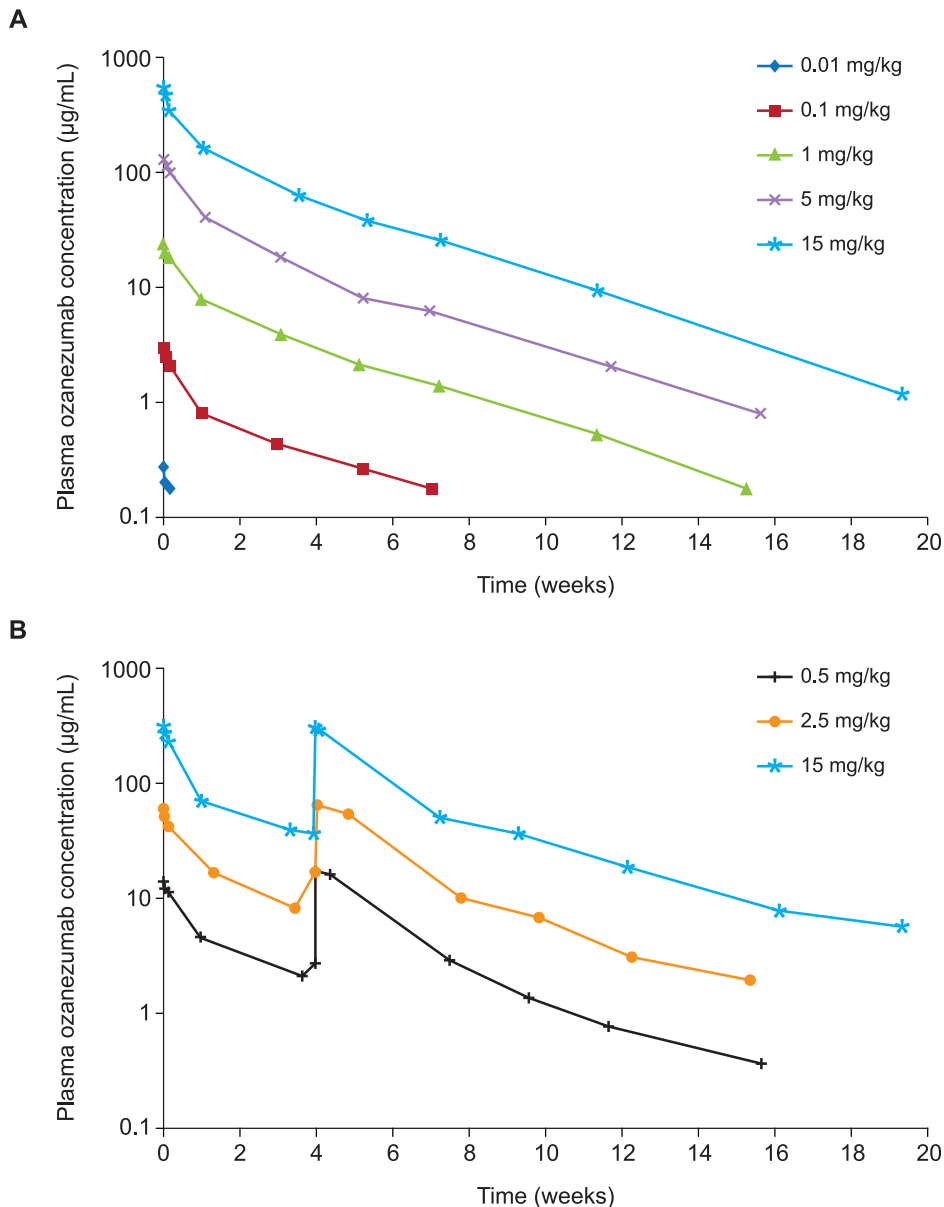 A
Plasma ozanezumab concentration (µg/mL)
1000
100
10
1
0.1
0 2 4 6 8 10 12 14 16 18 20
Time (weeks)
0.01 mg/kg
0.1 mg/kg
1 mg/kg
5 mg/kg
15 mg/kg
B
Plasma ozanezumab concentration (µg/mL)
1000
100
10
1
0.1
0 2 4 6 8 10 12 14 16 18 20
Time (weeks)
0.5 mg/kg
2.5 mg/kg
15 mg/kg